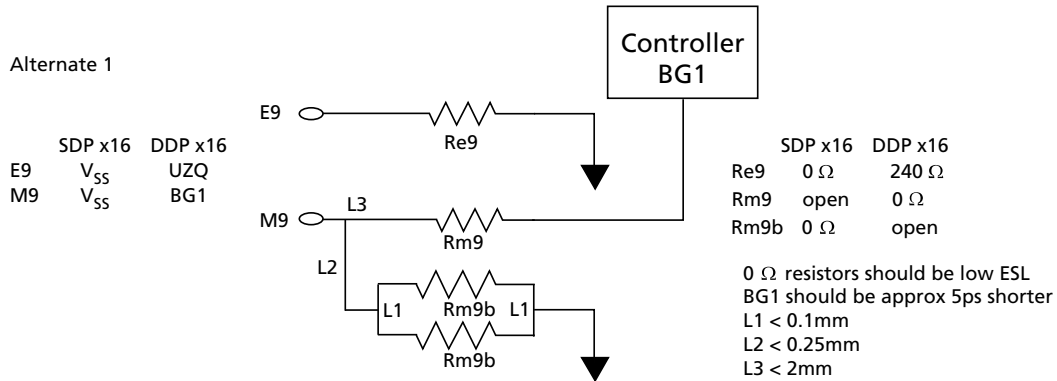 Controller
BG1
Alternate 1
E9
Re9
SDP x16 DDP x16
E9 VSS UZQ
M9 VSS BG1
SDP x16 DDP x16
Re9 0 Ω 240 Ω
Rm9 open 0 Ω
Rm9b 0 Ω open
L3
M9
Rm9
L2
L1
Rm9b
L1
Rm9b
0 Ω resistors should be low ESL
BG1 should be approx 5ps shorter
L1 < 0.1mm
L2 < 0.25mm
L3 < 2mm